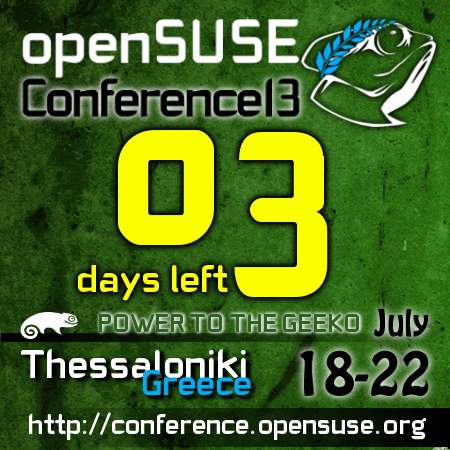 openSUSE
Conference13
03
days left
POWER TO THE GEEKO July
Thessaloniki 18-22
Greece
http://conference.opensuse.org